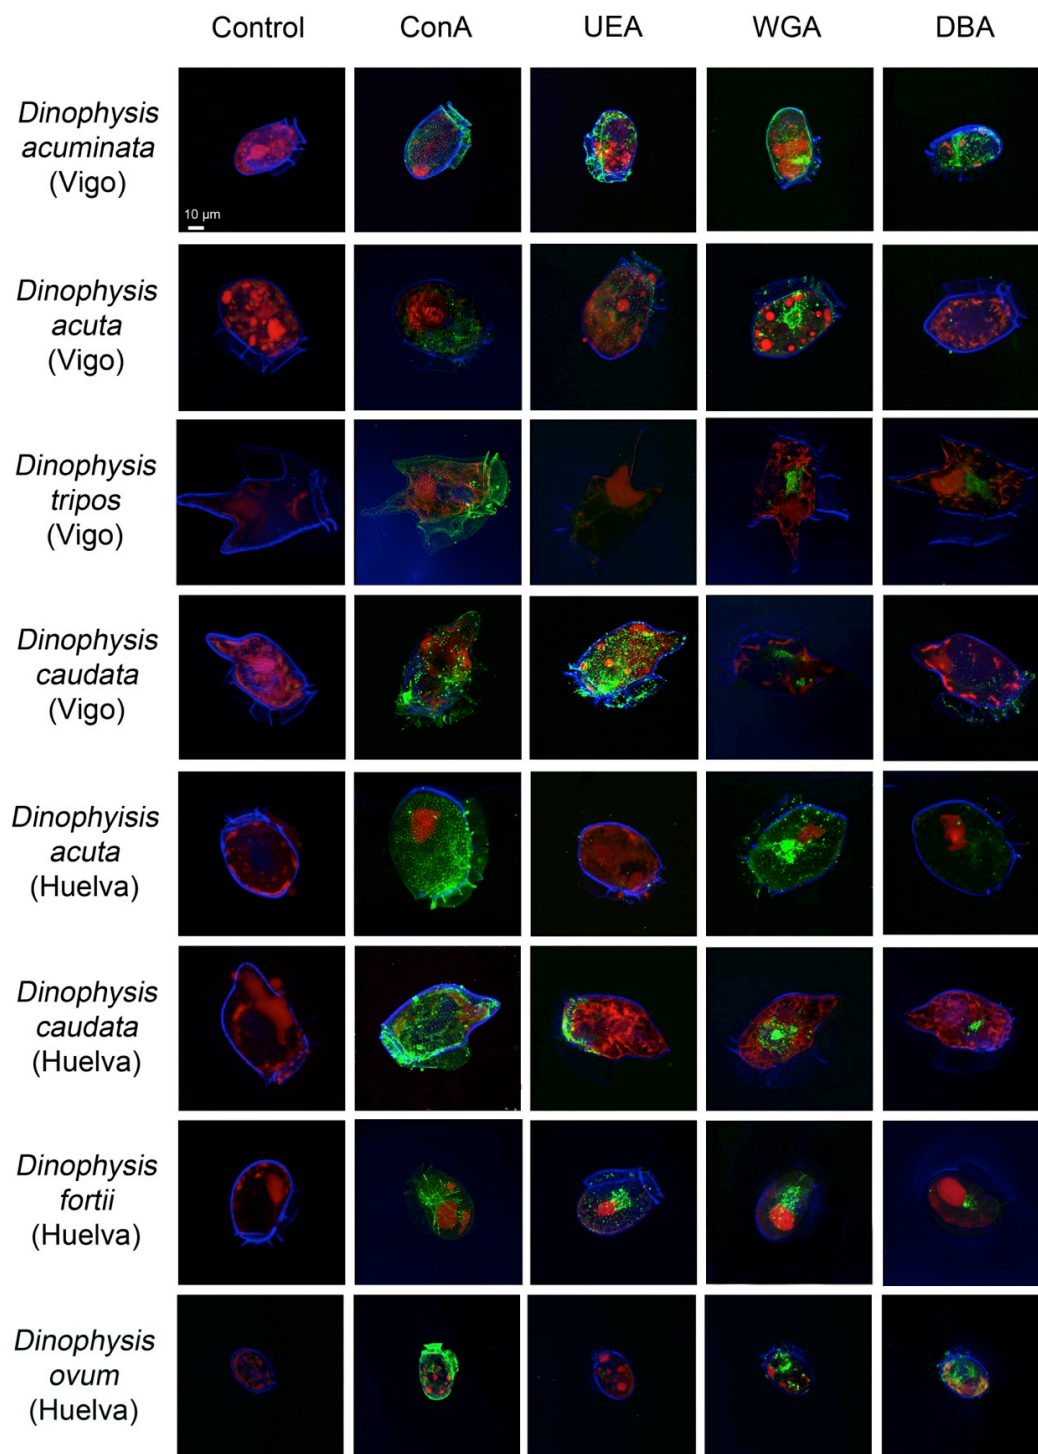 Control ConA UEA WGA DBA
Dinophysis
acuminata
(Vigo)
10 µm
Dinophysis
acuta
(Vigo)
Dinophysis
tripos
(Vigo)
Dinophysis
caudata
(Vigo)
Dinophyisis
acuta
(Huelva)
Dinophysis
caudata
(Huelva)
Dinophysis
fortii
(Huelva)
Dinophysis
ovum
(Huelva)